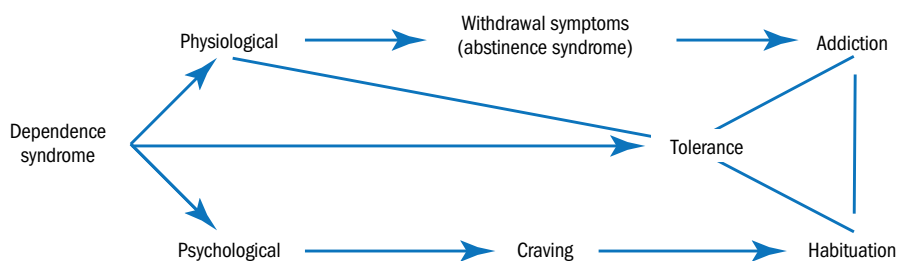 Withdrawal symptoms
(abstinence syndrome)
Physiological
Addiction
Dependence
syndrome
Tolerance
Psychological
Craving
Habituation